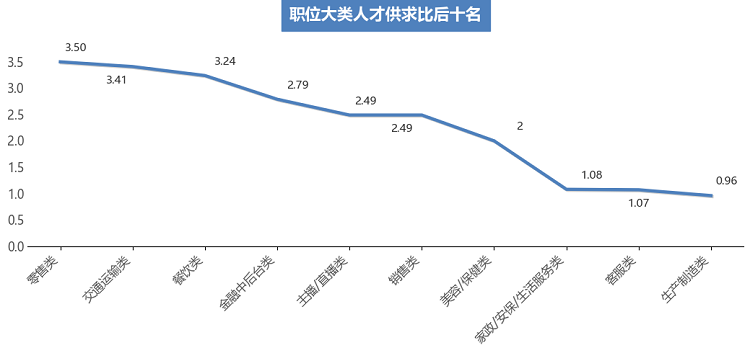 职位大类人才供求比后十名
3.50
3.41
3.24
2.79
2.49
2.49
2
1.08
1.07
0.96
3.5
3.0
2.5
2.0
1.5
1.0
0.5
0.0
零售类
交通运输类
餐饮类
金融中后台类
主播/直播类
销售类
美容/保健类
家政/安保/生活服务类
客服类
生产制造类